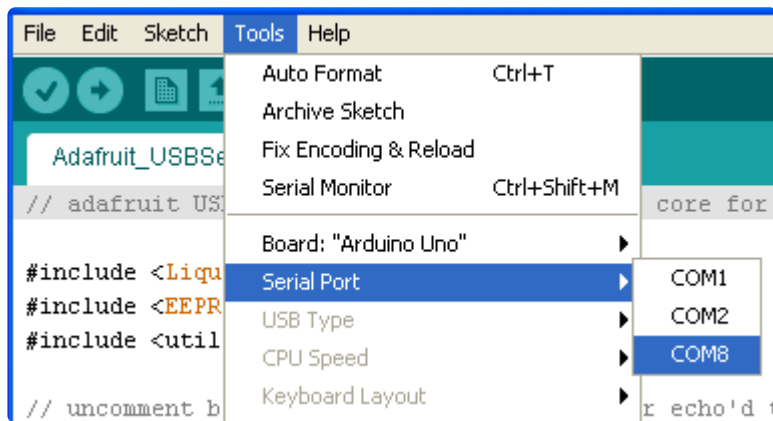 File Edit Sketch Tools Help
Auto Format Ctrl+T
Archive Sketch
Fix Encoding & Reload
Serial Monitor Ctrl+Shift+M
Board: "Arduino Uno"
Serial Port
USB Type
CPU Speed
Keyboard Layout
COM1
COM2
COM8
Adafruit_USBSe
// adafruit US core for
#include <Liqu
#include <EEPR
#include <util
// uncomment b r echo'd t